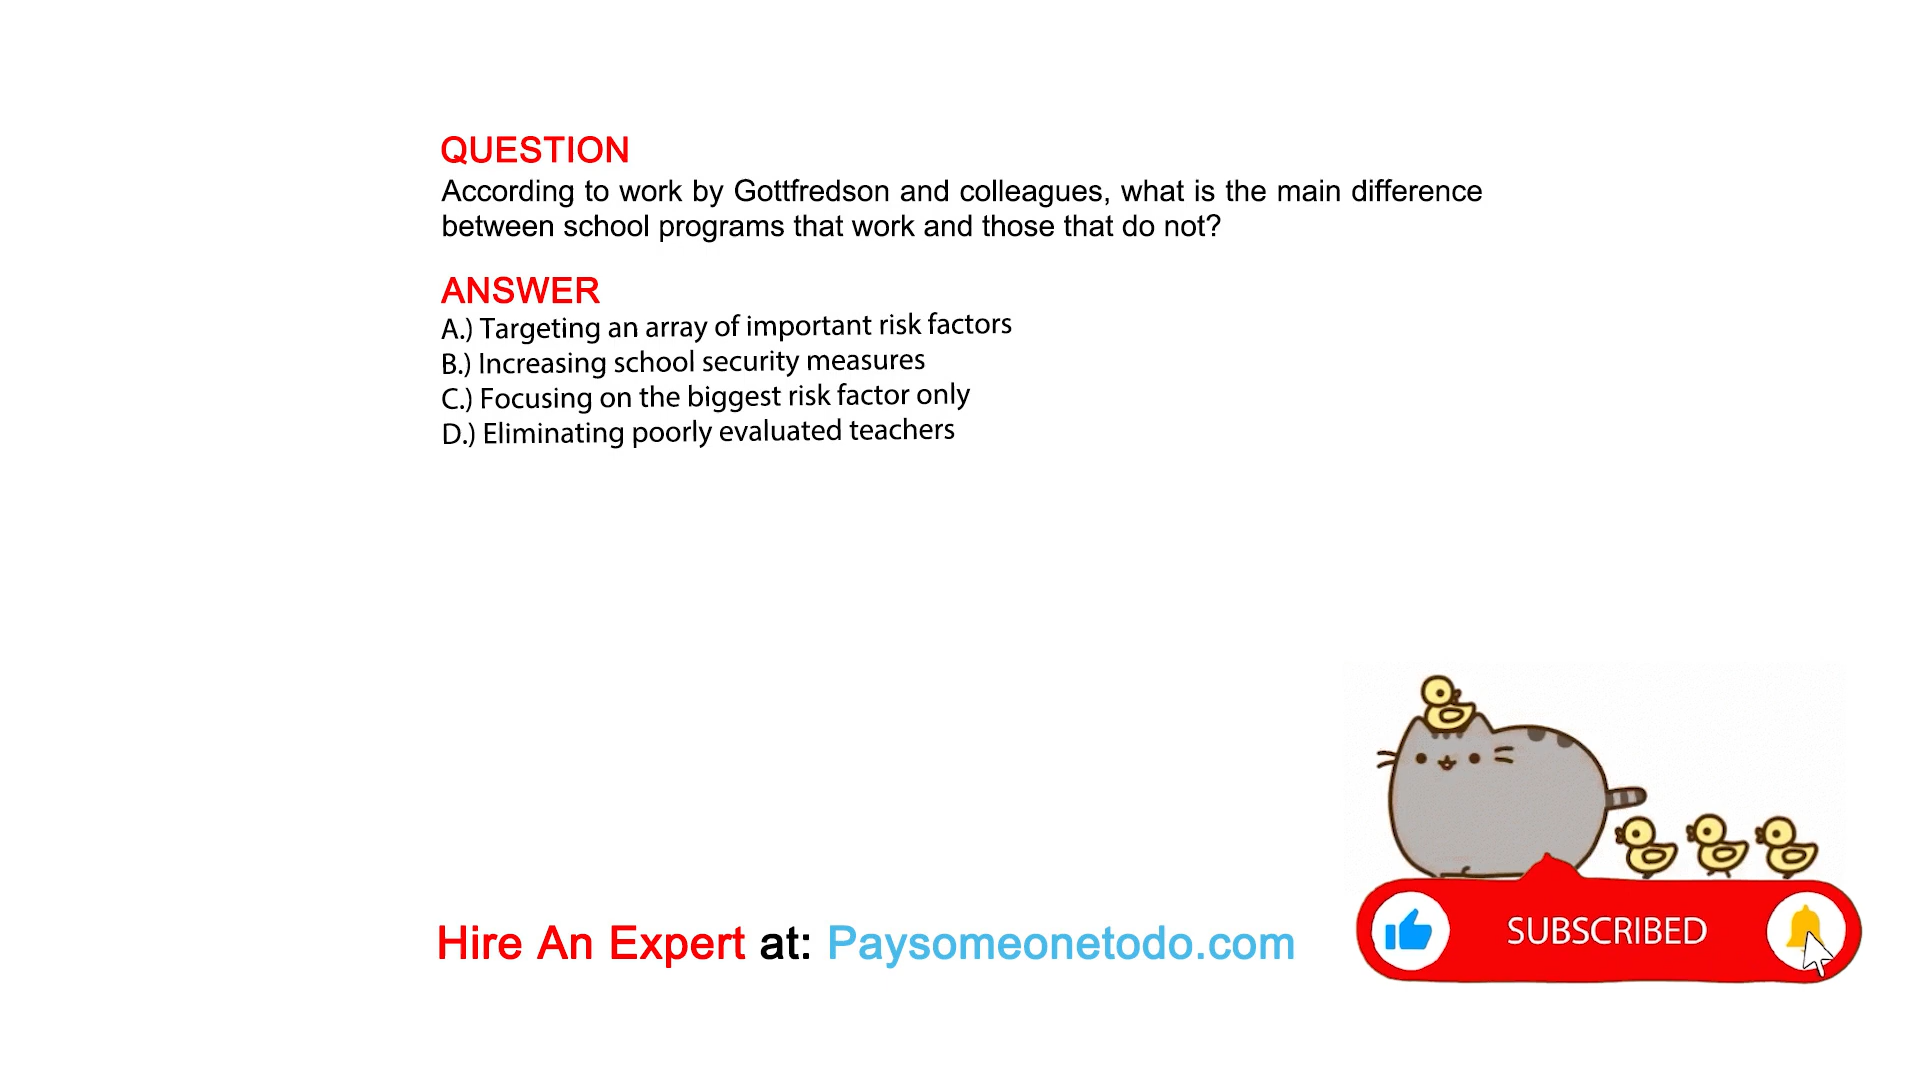 QUESTION
According to work by Gottfredson and colleagues, what is the main difference
between school programs that work and those that do not?
ANSWER
A.) Targeting an array of important risk factors
B.) Increasing school security measures
C.) Focusing on the biggest risk factor only
D.) Eliminating poorly evaluated teachers
Hire An Expert at: Paysomeonetodo.com
SUBSCRIBED